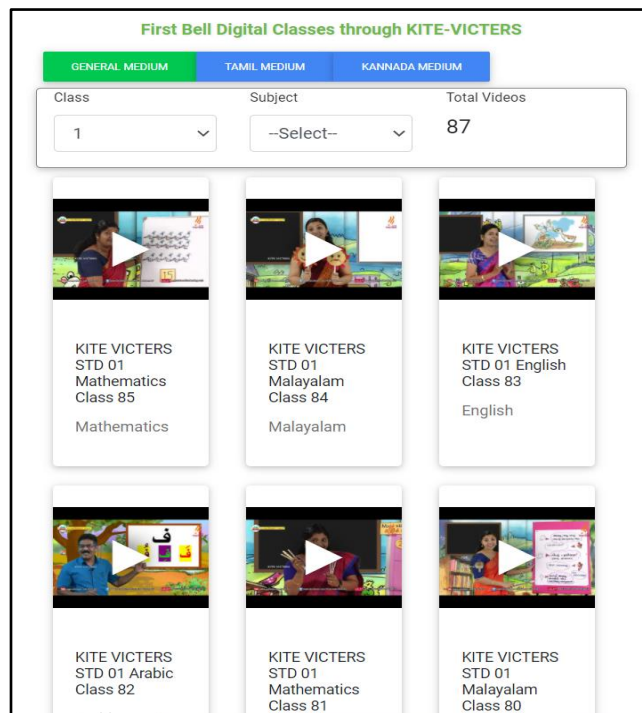 First Bell Digital Classes through KITE-VICTERS
GENERAL MEDIUM
TAMIL MEDIUM
KANNADA MEDIUM
Class
Subject
Total Videos
1
--Select--
87
15
KITE VICTERS
STD 01
Mathematics
Class 85
Mathematics
KITE VICTERS
STD 01
Malayalam
Class 84
Malayalam
KITE VICTERS
STD 01 English
Class 83
English
ف
KITE VICTERS
STD 01 Arabic
Class 82
KITE VICTERS
STD 01
Mathematics
Class 81
KITE VICTERS
STD 01
Malayalam
Class 80